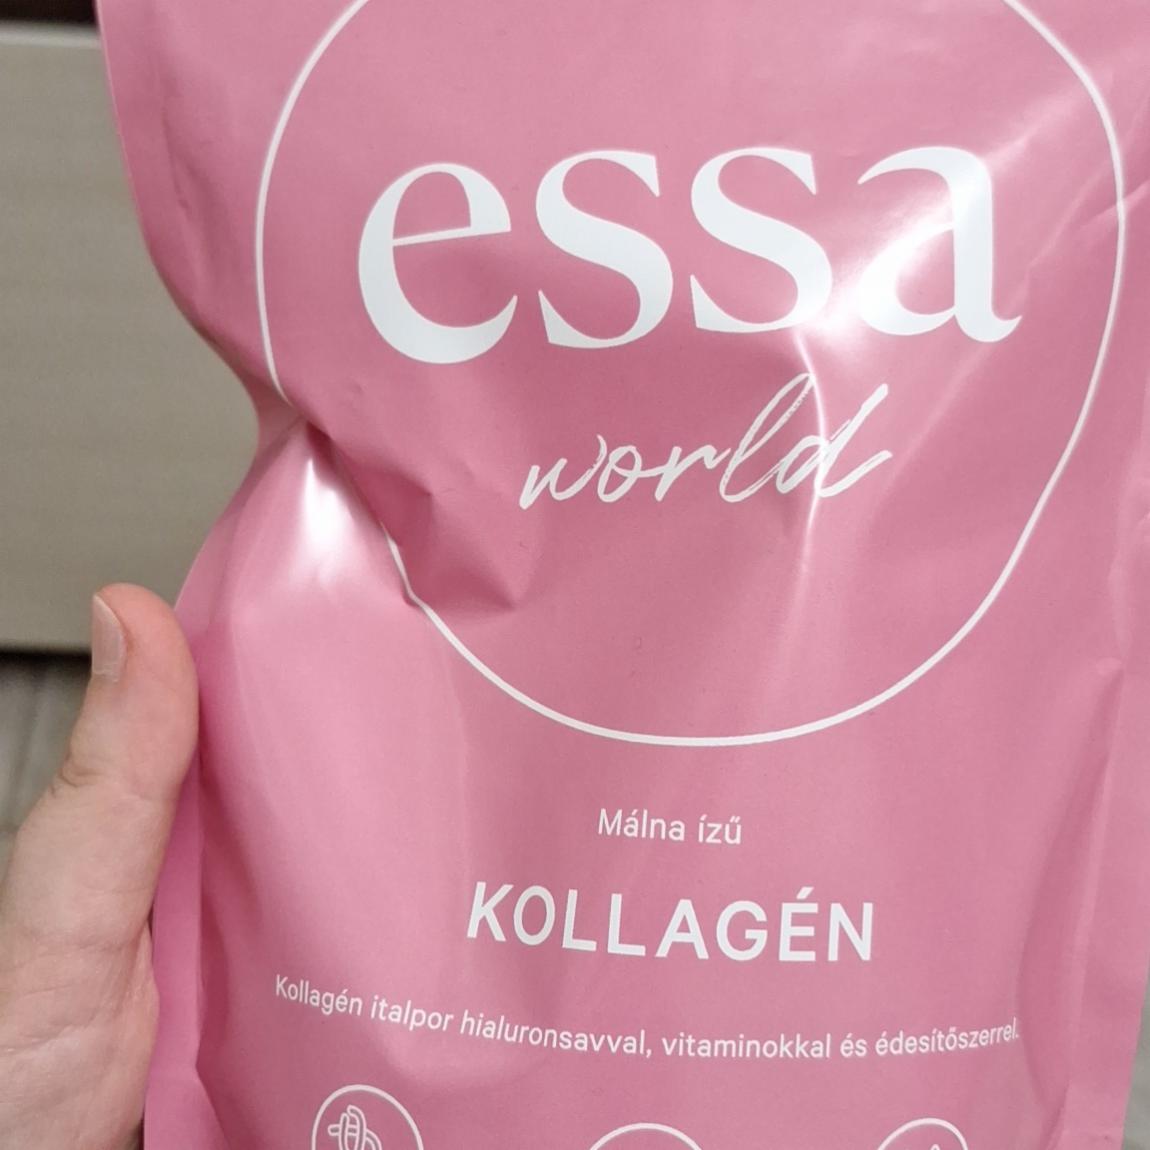 essa
world
Málna ízű
KOLLAGÉN
Kollagén italpor hialuronsavval, vitaminokkal és édesítőszerrel.